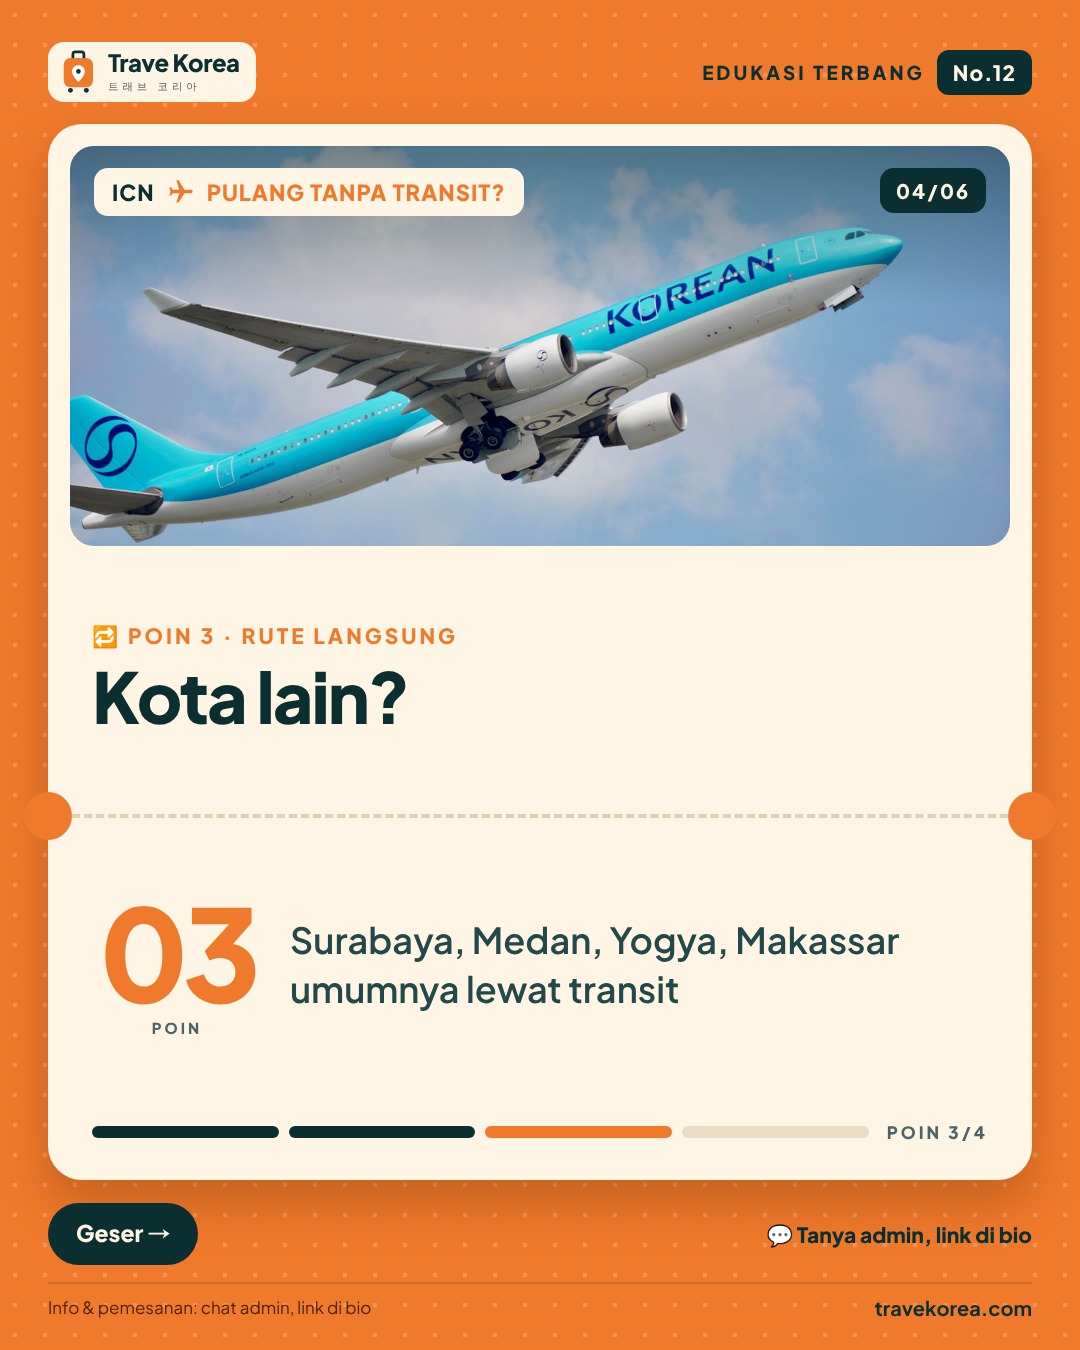 Trave Korea
트래브 코리아
EDUKASI TERBANG
No.12
ICN ✈ PULANG TANPA TRANSIT?
04/06
KOREAN
🔁 POIN 3 · RUTE LANGSUNG
Kota lain?
03
POIN
Surabaya, Medan, Yogya, Makassar
umumnya lewat transit
POIN 3/4
Geser →
💬 Tanya admin, link di bio
Info & pemesanan: chat admin, link di bio
travekorea.com